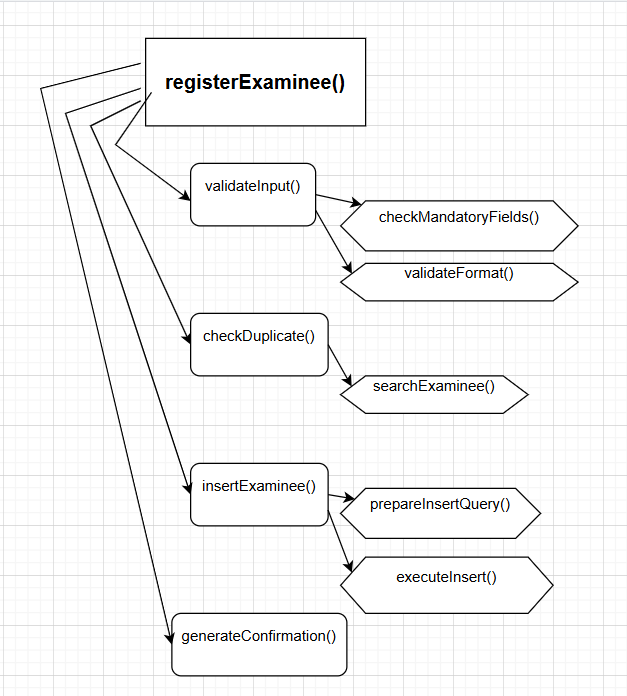 registerExaminee()
validateInput()
checkMandatoryFields()
validateFormat()
checkDuplicate()
searchExaminee()
insertExaminee()
prepareInsertQuery()
executeInsert()
generateConfirmation()